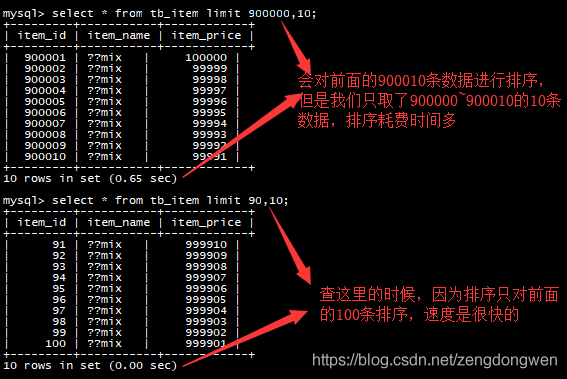 mysql> select * from tb_item limit 900000,10;
+---------+-----------+------------+
| item_id | item_name | item_price |
+---------+-----------+------------+
| 900001 | ??mix | 100000 |
| 900002 | ??mix | 99999 |
| 900003 | ??mix | 99998 |
| 900004 | ??mix | 99997 |
| 900005 | ??mix | 99996 |
| 900006 | ??mix | 99995 |
| 900007 | ??mix | 99994 |
| 900008 | ??mix | 99993 |
| 900009 | ??mix | 99992 |
| 900010 | ??mix | 99991 |
+---------+-----------+------------+
10 rows in set (0.65 sec)
会对前面的900010条数据进行排序,
但是我们只取了900000~900010的10条
数据，排序耗费时间多
mysql> select * from tb_item limit 90,10;
+---------+-----------+------------+
| item_id | item_name | item_price |
+---------+-----------+------------+
| 91 | ??mix | 999910 |
| 92 | ??mix | 999909 |
| 93 | ??mix | 999908 |
| 94 | ??mix | 999907 |
| 95 | ??mix | 999906 |
| 96 | ??mix | 999905 |
| 97 | ??mix | 999904 |
| 98 | ??mix | 999903 |
| 99 | ??mix | 999902 |
| 100 | ??mix | 999901 |
+---------+-----------+------------+
10 rows in set (0.00 sec)
查这里的时候，因为排序只对前面
的100条排序，速度是很快的
https://blog.csdn.net/zengdongwen